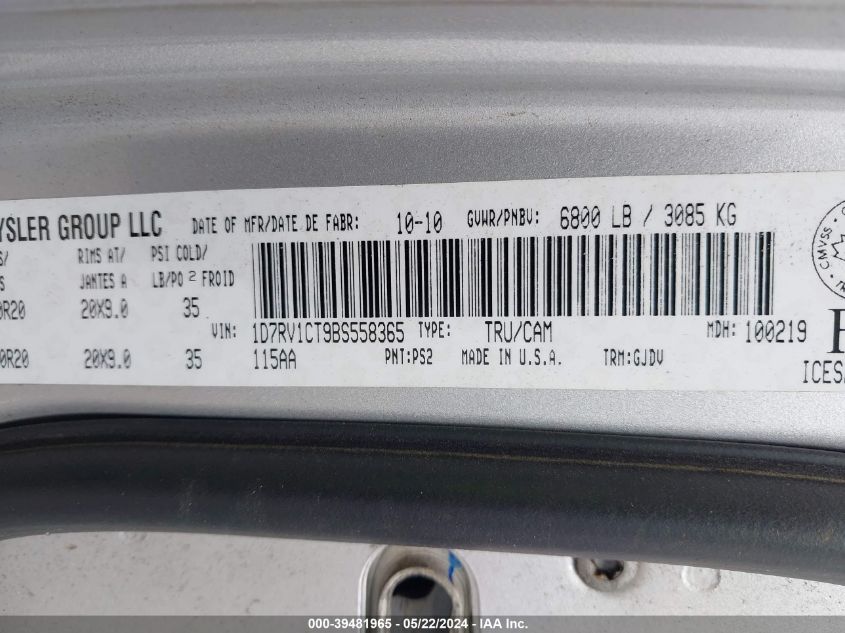 GROUP LLC DATE OF MFR/DATE DE FABR: 10-10 GVWR/PNBV: 6800 LB / 3085 KG
RIMS AT/ PSI COLD/
JANTES A LB/PO 2 FROID
20X9.0 35
VIN: 1D7RV1CT9BS558365 TYPE: TRU/CAM MDH: 100219
20X9.0 35 115AA PNT:PS2 MADE IN U.S.A. TRM:GJDV
CMVSS
000-39481965 - 05/22/2024 - IAA Inc.